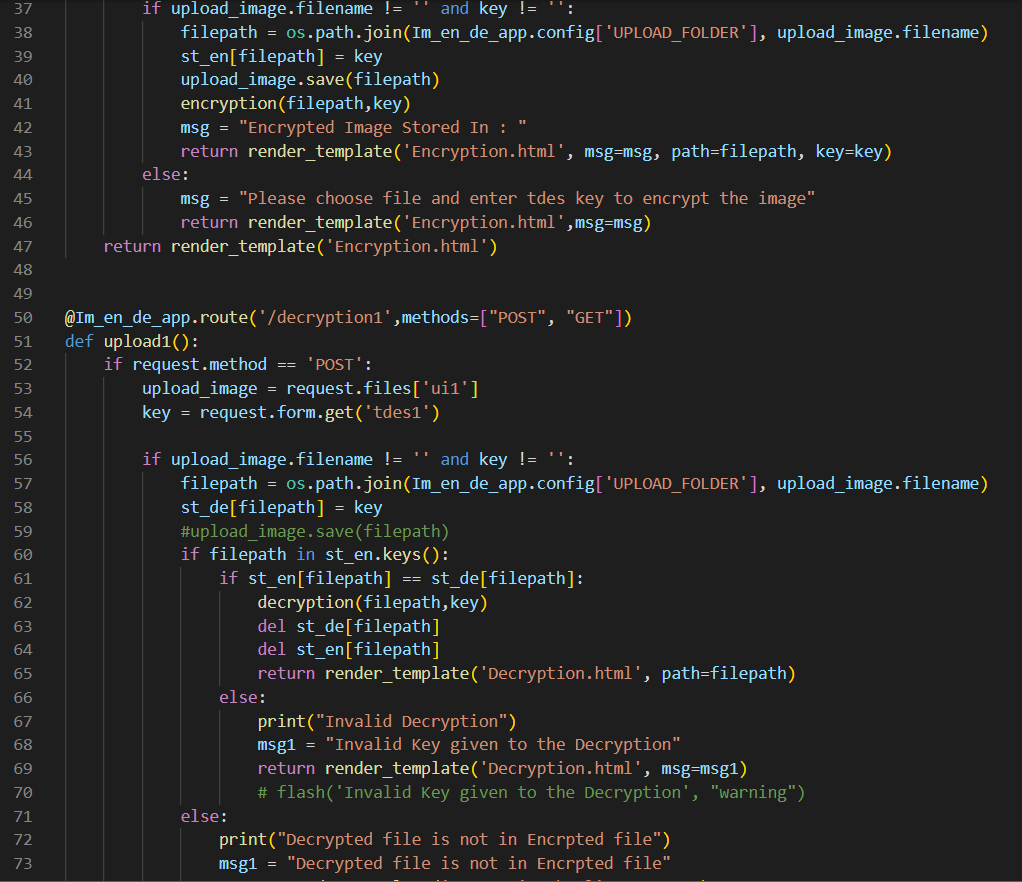 37 if upload_image.filename != '' and key != '':
38 filepath = os.path.join(Im_en_de_app.config['UPLOAD_FOLDER'], upload_image.filename)
39 st_en[filepath] = key
40 upload_image.save(filepath)
41 encryption(filepath,key)
42 msg = "Encrypted Image Stored In : "
43 return render_template('Encryption.html', msg=msg, path=filepath, key=key)
44 else:
45 msg = "Please choose file and enter tdes key to encrypt the image"
46 return render_template('Encryption.html',msg=msg)
47 return render_template('Encryption.html')
48
49
50 @Im_en_de_app.route('/decryption1',methods=["POST", "GET"])
51 def upload1():
52 if request.method == 'POST':
53 upload_image = request.files['ui1']
54 key = request.form.get('tdes1')
55
56 if upload_image.filename != '' and key != '':
57 filepath = os.path.join(Im_en_de_app.config['UPLOAD_FOLDER'], upload_image.filename)
58 st_de[filepath] = key
59 #upload_image.save(filepath)
60 if filepath in st_en.keys():
61 if st_en[filepath] == st_de[filepath]:
62 decryption(filepath,key)
63 del st_de[filepath]
64 del st_en[filepath]
65 return render_template('Decryption.html', path=filepath)
66 else:
67 print("Invalid Decryption")
68 msg1 = "Invalid Key given to the Decryption"
69 return render_template('Decryption.html', msg=msg1)
70 # flash('Invalid Key given to the Decryption', "warning")
71 else:
72 print("Decrypted file is not in Encrpted file")
73 msg1 = "Decrypted file is not in Encrpted file"